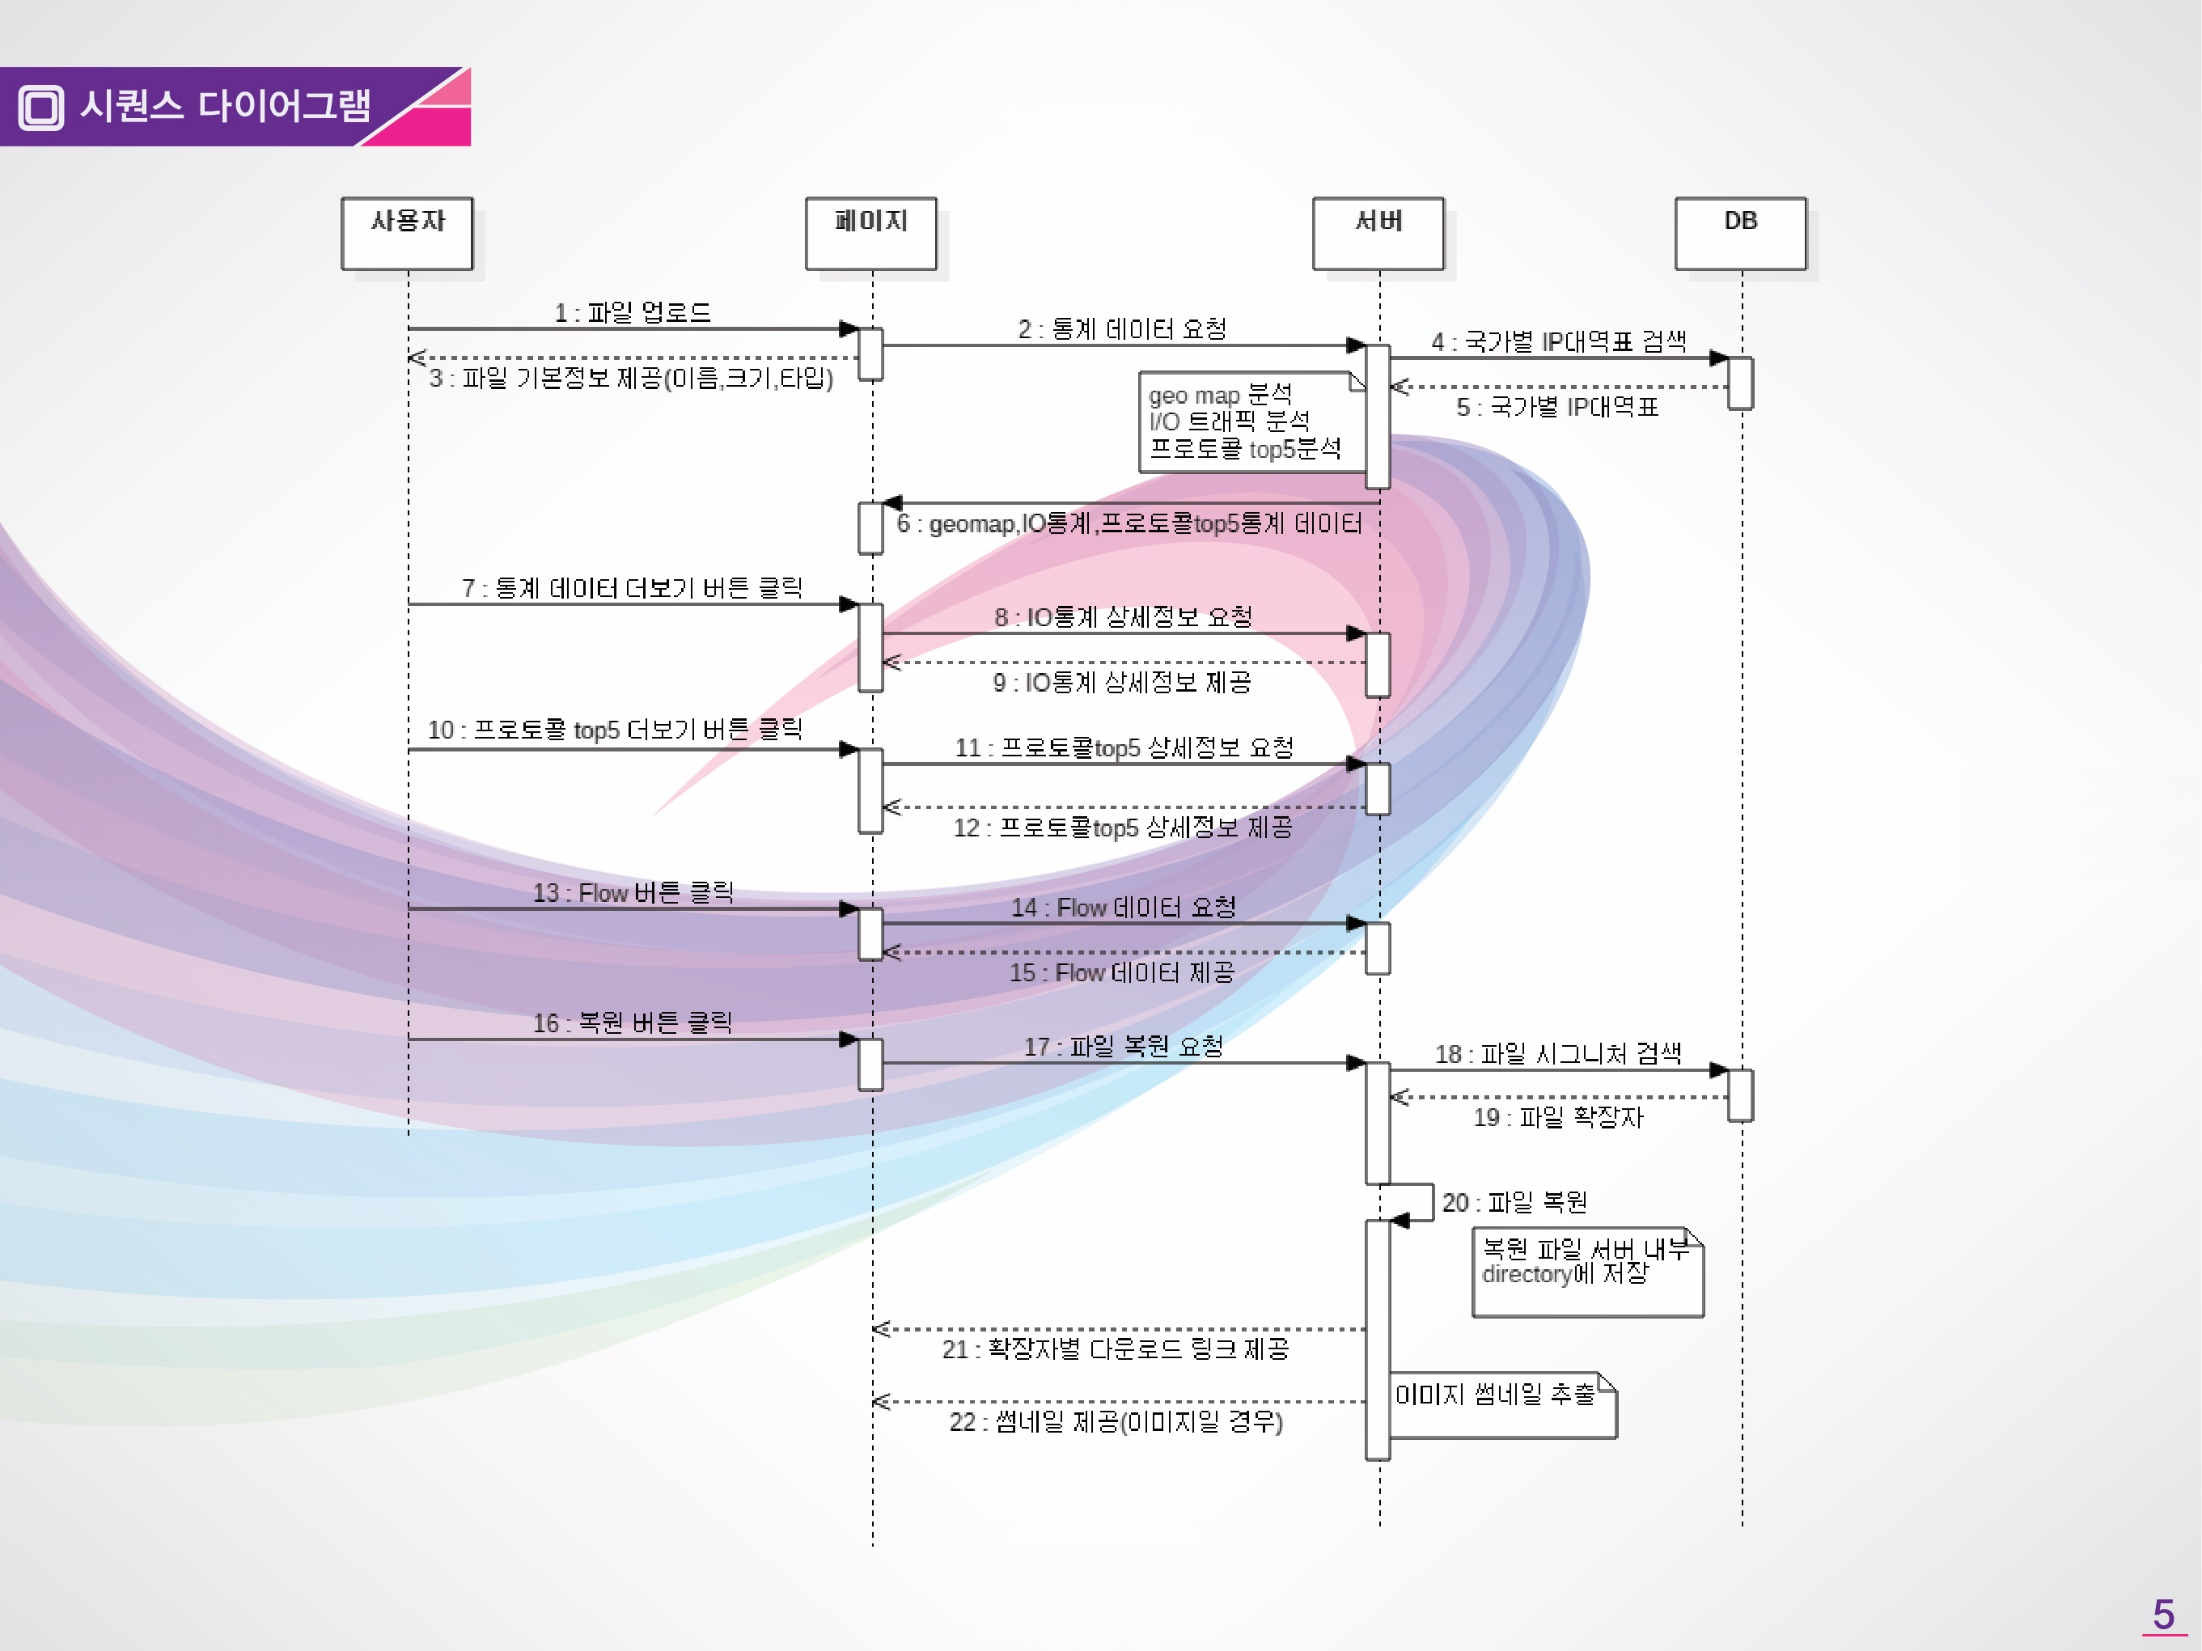 시퀀스 다이어그램
사용자
페이지
서버
DB
1 : 파일 업로드
2 : 통계 데이터 요청
3 : 파일 기본정보 제공(이름,크기,타입)
4 : 국가별 IP대역표 검색
5 : 국가별 IP대역표
geo map 분석
I/O 트래픽 분석
프로토콜 top5분석
6 : geomap,IO통계,프로토콜top5통계 데이터
7 : 통계 데이터 더보기 버튼 클릭
8 : IO통계 상세정보 요청
9 : IO통계 상세정보 제공
10 : 프로토콜 top5 더보기 버튼 클릭
11 : 프로토콜top5 상세정보 요청
12 : 프로토콜top5 상세정보 제공
13 : Flow 버튼 클릭
14 : Flow 데이터 요청
15 : Flow 데이터 제공
16 : 복원 버튼 클릭
17 : 파일 복원 요청
18 : 파일 시그니처 검색
19 : 파일 확장자
20 : 파일 복원
복원 파일 서버 내부
directory에 저장
21 : 확장자별 다운로드 링크 제공
이미지 썸네일 추출
22 : 썸네일 제공(이미지일 경우)
5